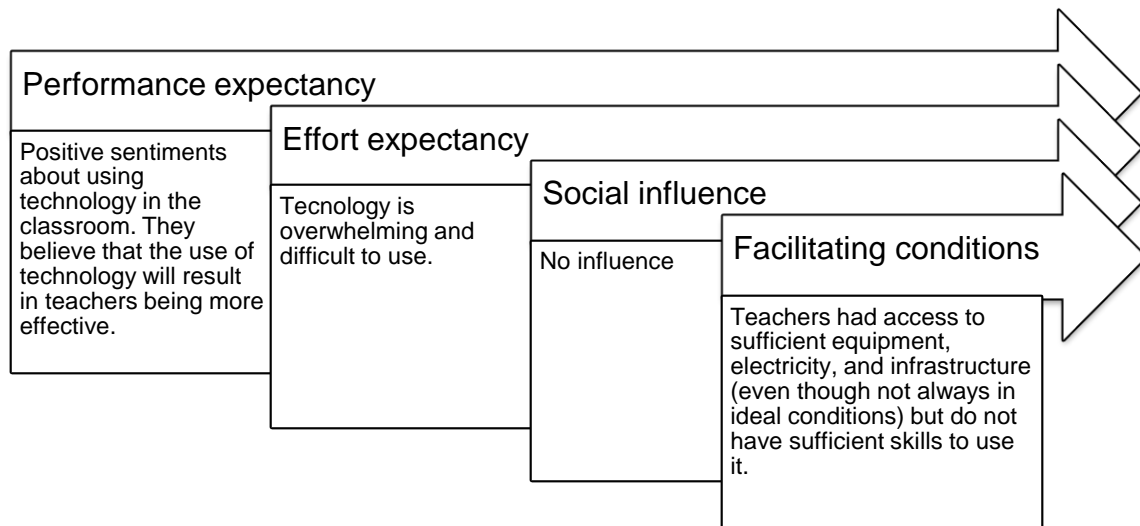 Performance expectancy
Positive sentiments
about using
technology in the
classroom. They
believe that the use of
technology will result
in teachers being more
effective.
Effort expectancy
Tecnology is
overwhelming and
difficult to use.
Social influence
No influence
Facilitating conditions
Teachers had access to
sufficient equipment,
electricity, and infrastructure
(even though not always in
ideal conditions) but do not
have sufficient skills to use
it.